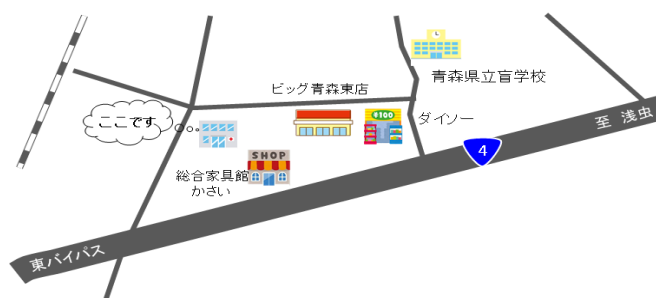 青森県立盲学校
ビッグ青森東店
¥100
ダイソー
ここです
至 浅虫
4
SHOP
総合家具館
かさい
東バイパス